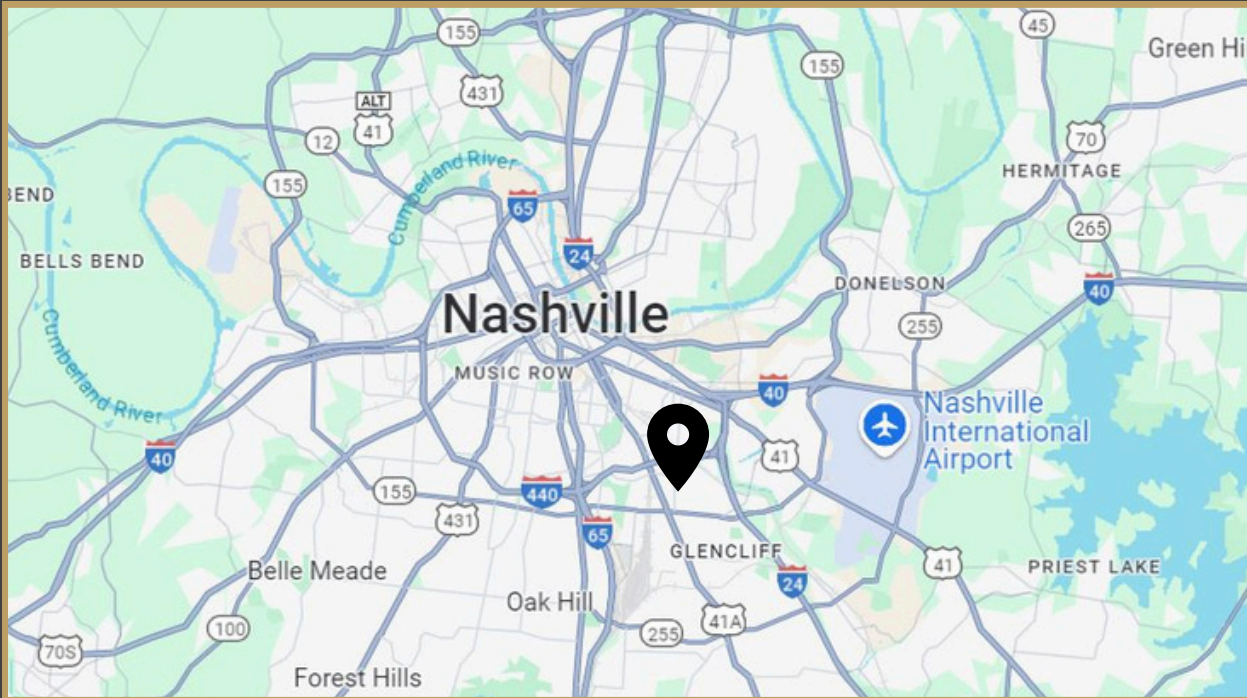 45
155
Green Hi
155
431
ALT
41
12
70
Cumberland River
HERMITAGE
155
BEND
65
265
24
BELLS BEND
DONELSON
40
Nashville
255
Cumberland River
MUSIC ROW
40
Nashville
International
Airport
40
41
155
440
431
65
GLENCLIFF
41
PRIEST LAKE
Belle Meade
24
Oak Hill
41A
100
255
70S
Forest Hills